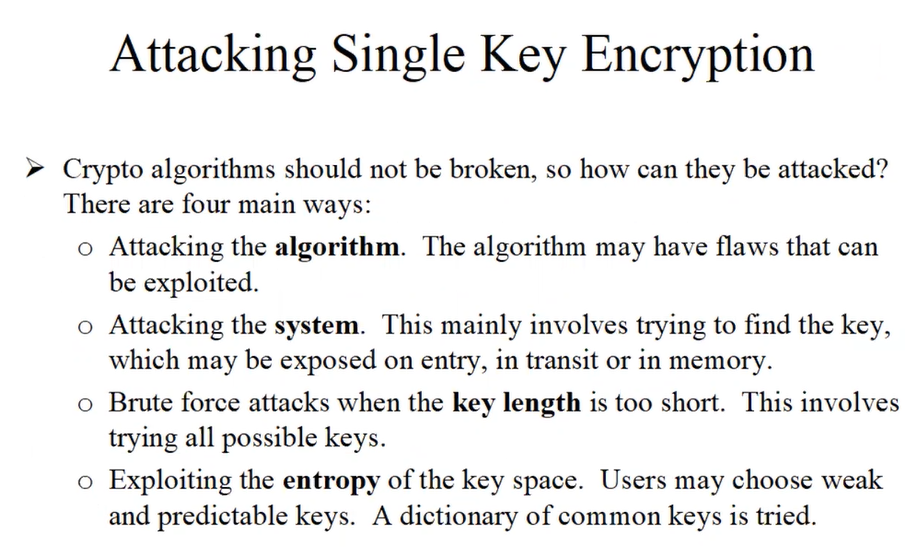 Attacking Single Key Encryption
➢ Crypto algorithms should not be broken, so how can they be attacked?
There are four main ways:
o Attacking the algorithm. The algorithm may have flaws that can
be exploited.
o Attacking the system. This mainly involves trying to find the key,
which may be exposed on entry, in transit or in memory.
o Brute force attacks when the key length is too short. This involves
trying all possible keys.
o Exploiting the entropy of the key space. Users may choose weak
and predictable keys. A dictionary of common keys is tried.